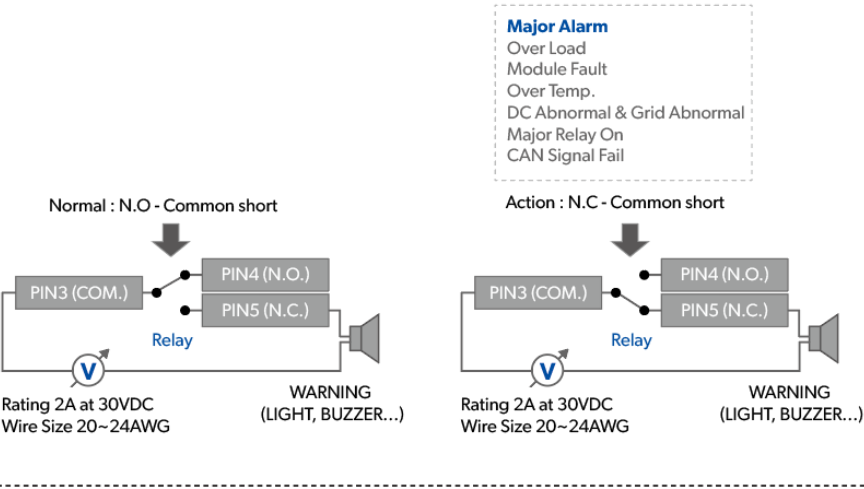 Major Alarm
Over Load
Module Fault
Over Temp.
DC Abnormal & Grid Abnormal
Major Relay On
CAN Signal Fail
Normal : N.O - Common short
Action : N.C - Common short
PIN3 (COM.)
PIN4 (N.O.)
PIN5 (N.C.)
Relay
V
Rating 2A at 30VDC
Wire Size 20~24AWG
WARNING
(LIGHT, BUZZER...)
PIN3 (COM.)
PIN4 (N.O.)
PIN5 (N.C.)
Relay
V
Rating 2A at 30VDC
Wire Size 20~24AWG
WARNING
(LIGHT, BUZZER...)